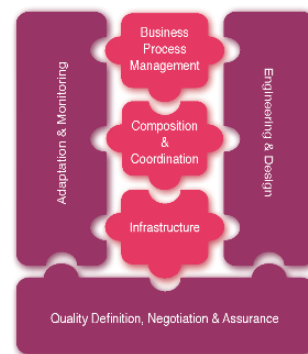 Business
Process
Management
Adaptation & Monitoring
Composition
&
Coordination
Engineering & Design
Infrastructure
Quality Definition, Negotiation & Assurance